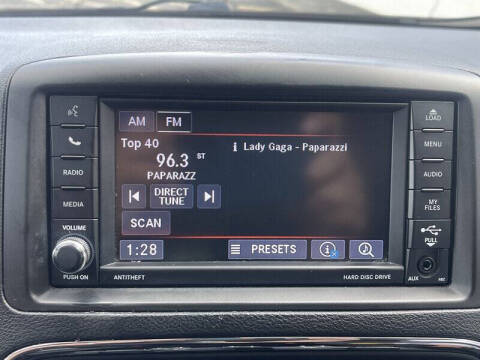 AM FM
Top 40
96.3 ST
PAPARAZZ
i Lady Gaga - Paparazzi
DIRECT
TUNE
SCAN
1:28
PRESETS
i
RADIO
MEDIA
VOLUME
PUSH ON
ANTITHEFT
HARD DISC DRIVE
LOAD
MENU
AUDIO
MY
FILES
PULL
AUX
MIC